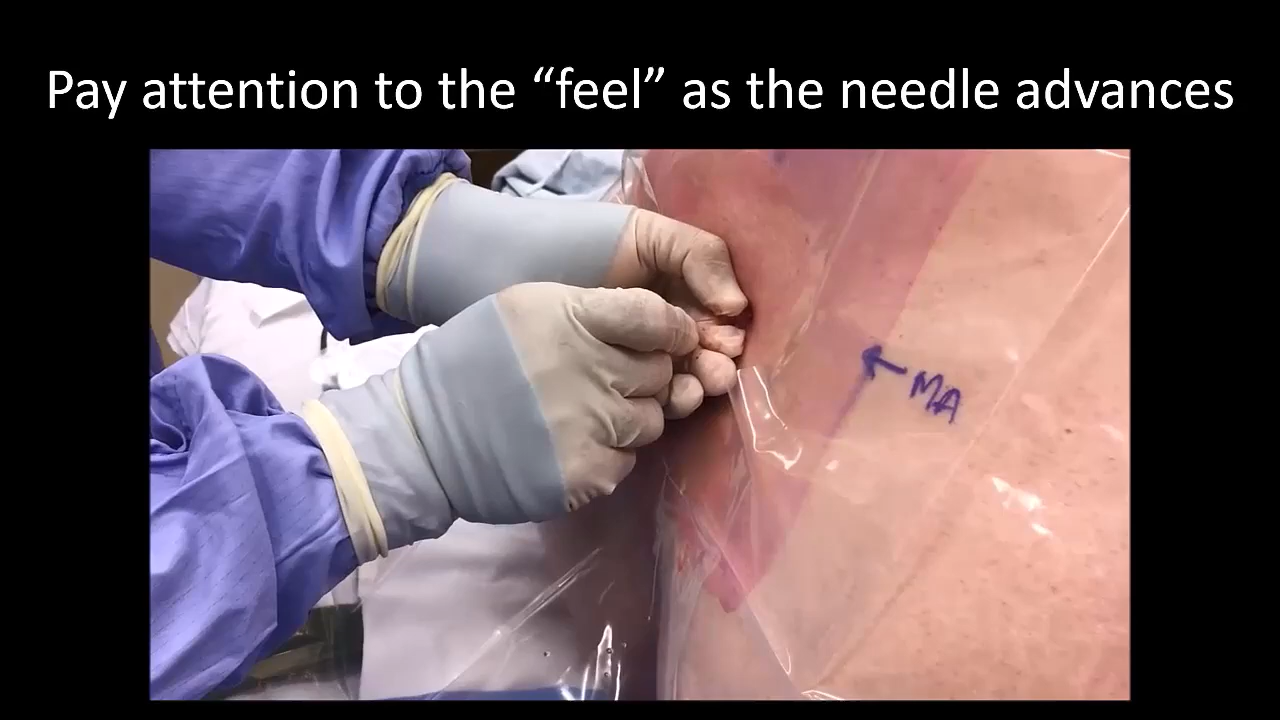 Pay attention to the “feel” as the needle advances
MA